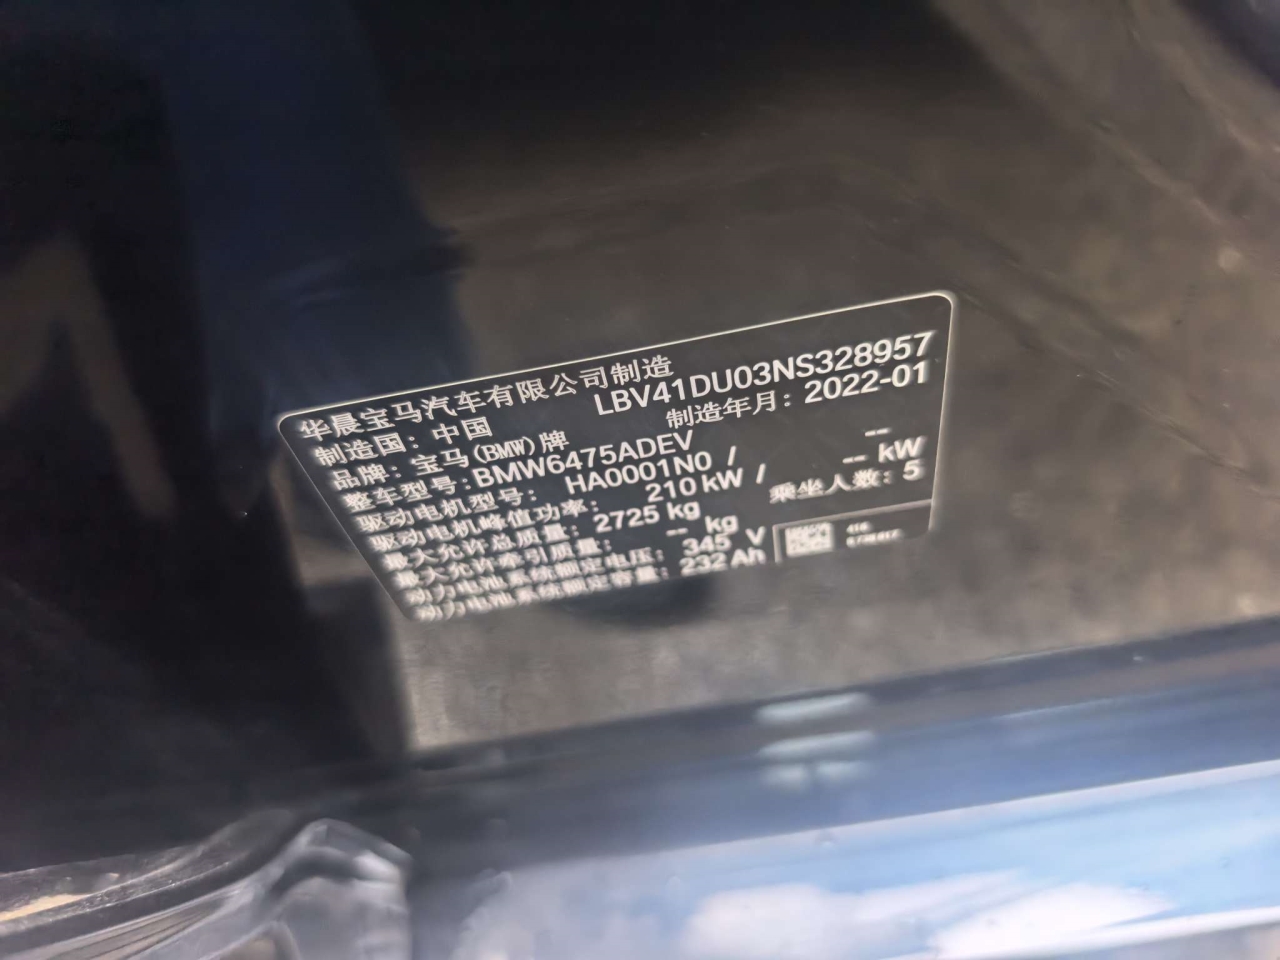 华晨宝马汽车有限公司制造
制造国：中国 LBV41DU03NS328957
品牌：宝马(BMW)牌 制造年月：2022-01
整车型号：BMW6475ADEV
驱动电机型号： HA0001N0 / --
驱动电机峰值功率： 210 kW / -- kW
最大允许总质量： 2725 kg 乘坐人数：5
最大允许牵引质量： -- kg
动力电池系统额定电压： 345 V
动力电池系统额定容量：232 Ah